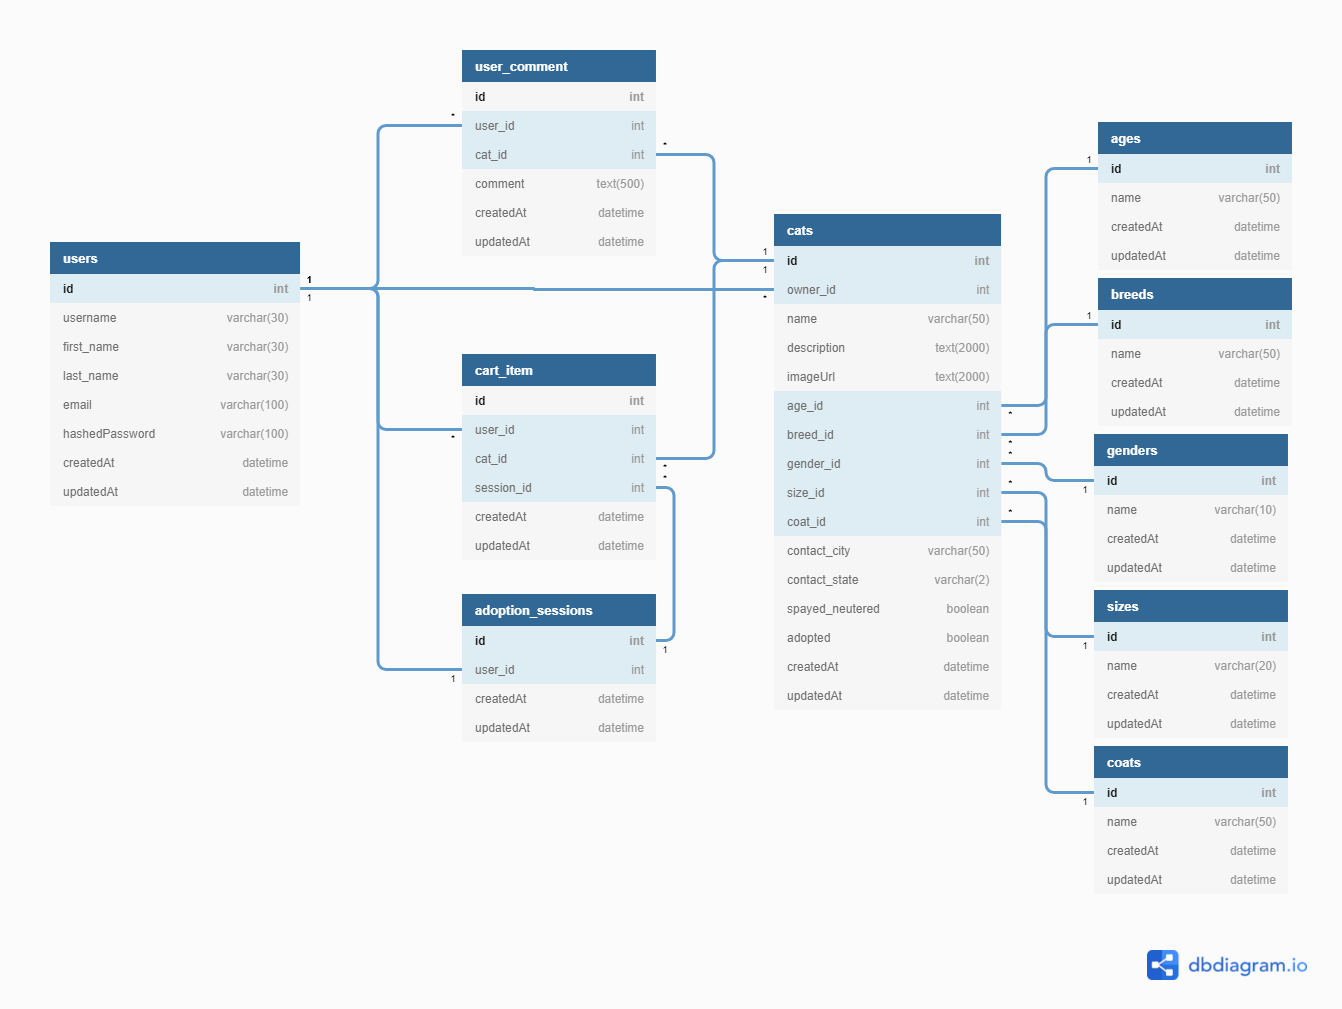 users
id int
username varchar(30)
first_name varchar(30)
last_name varchar(30)
email varchar(100)
hashedPassword varchar(100)
createdAt datetime
updatedAt datetime
1
1
user_comment
id int
user_id int
cat_id int
comment text(500)
createdAt datetime
updatedAt datetime
*
*
cart_item
id int
user_id int
cat_id int
session_id int
createdAt datetime
updatedAt datetime
*
*
*
adoption_sessions
id int
user_id int
createdAt datetime
updatedAt datetime
1
1
cats
id int
owner_id int
name varchar(50)
description text(2000)
imageUrl text(2000)
age_id int
breed_id int
gender_id int
size_id int
coat_id int
contact_city varchar(50)
contact_state varchar(2)
spayed_neutered boolean
adopted boolean
createdAt datetime
updatedAt datetime
1
1
*
*
*
*
*
*
ages
id int
name varchar(50)
createdAt datetime
updatedAt datetime
1
breeds
id int
name varchar(50)
createdAt datetime
updatedAt datetime
1
genders
id int
name varchar(10)
createdAt datetime
updatedAt datetime
1
sizes
id int
name varchar(20)
createdAt datetime
updatedAt datetime
1
coats
id int
name varchar(50)
createdAt datetime
updatedAt datetime
1
dbdiagram.io